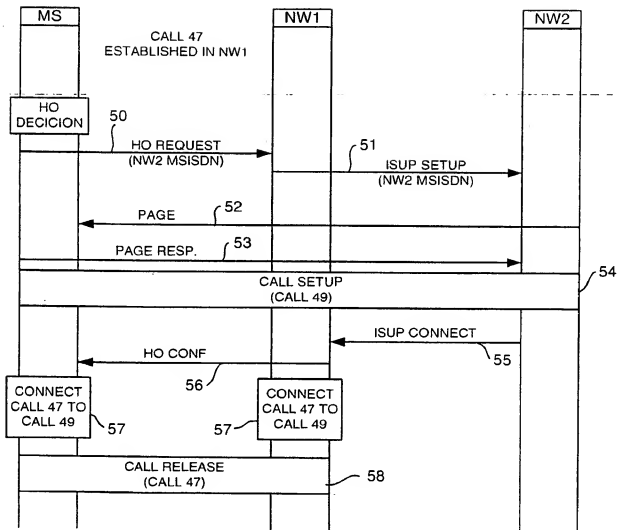 MS
NW1
NW2
CALL 47
ESTABLISHED IN NW1
HO
DECICION
50
HO REQUEST
(NW2 MSISDN)
51
ISUP SETUP
(NW2 MSISDN)
PAGE
52
PAGE RESP.
53
CALL SETUP
(CALL 49)
54
ISUP CONNECT
55
HO CONF
56
CONNECT
CALL 47 TO
CALL 49
57
CONNECT
CALL 47 TO
CALL 49
57
CALL RELEASE
(CALL 47)
58